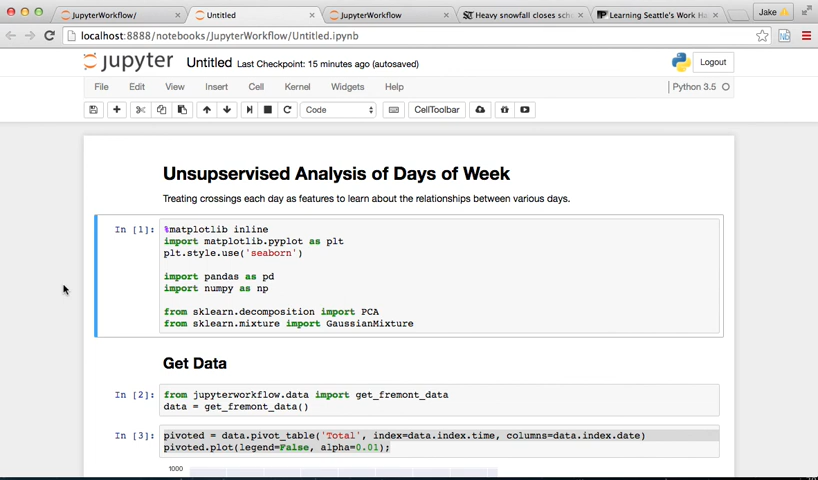 JupyterWorkflow/
Untitled
JupyterWorkflow
Heavy snowfall closes sch
Learning Seattle's Work Ha
Jake
localhost:8888/notebooks/JupyterWorkflow/Untitled.ipynb
jupyter Untitled Last Checkpoint: 15 minutes ago (autosaved)
Logout
File Edit View Insert Cell Kernel Widgets Help
Python 3.5
Code
CellToolbar
Unsupservised Analysis of Days of Week
Treating crossings each day as features to learn about the relationships between various days.
In [1]: %matplotlib inline
import matplotlib.pyplot as plt
plt.style.use('seaborn')
import pandas as pd
import numpy as np
from sklearn.decomposition import PCA
from sklearn.mixture import GaussianMixture
Get Data
In [2]: from jupyterworkflow.data import get_fremont_data
data = get_fremont_data()
In [3]: pivoted = data.pivot_table('Total', index=data.index.time, columns=data.index.date)
pivoted.plot(legend=False, alpha=0.01);
1000